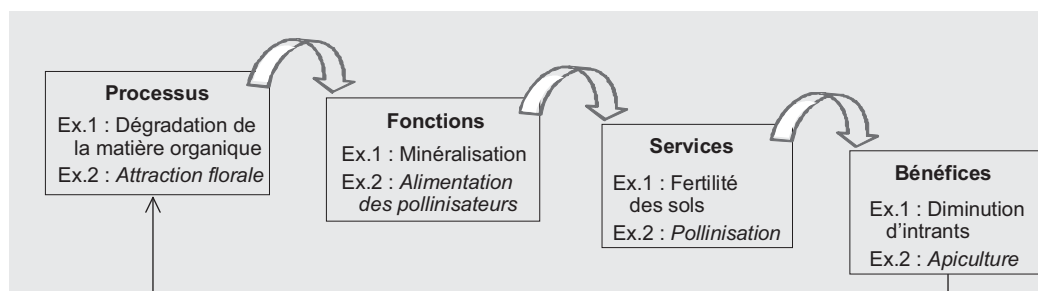 Processus
Ex.1 : Dégradation de
la matière organique
Ex.2 : Attraction florale
Fonctions
Ex.1 : Minéralisation
Ex.2 : Alimentation
des pollinisateurs
Services
Ex.1 : Fertilité
des sols
Ex.2 : Pollinisation
Bénéfices
Ex.1 : Diminution
d'intrants
Ex.2 : Apiculture